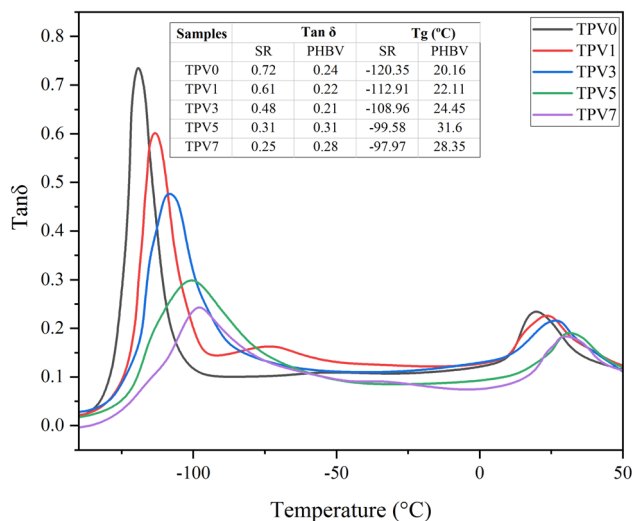 Samples Tan δ Tg (ºC)
SR PHBV SR PHBV
TPV0 0.72 0.24 -120.35 20.16
TPV1 0.61 0.22 -112.91 22.11
TPV3 0.48 0.21 -108.96 24.45
TPV5 0.31 0.31 -99.58 31.6
TPV7 0.25 0.28 -97.97 28.35
TPV0
TPV1
TPV3
TPV5
TPV7
Tanδ
0.8
0.7
0.6
0.5
0.4
0.3
0.2
0.1
0.0
-100 -50 0 50
Temperature (°C)